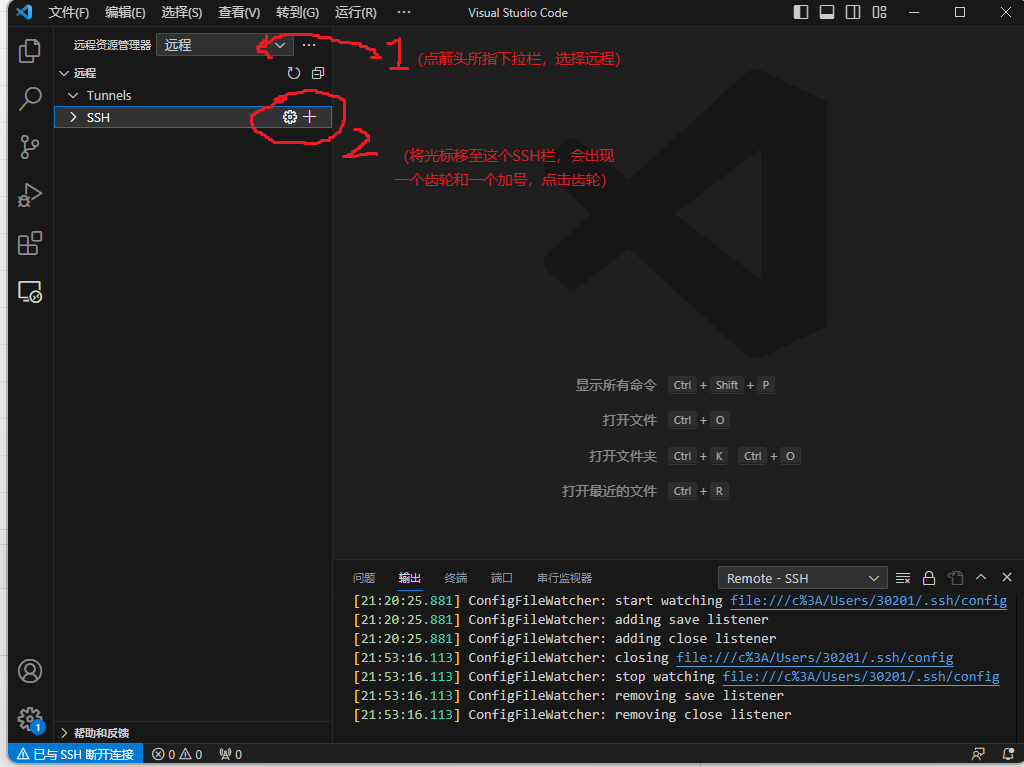 文件(F) 编辑(E) 选择(S) 查看(V) 转到(G) 运行(R) ··· Visual Studio Code
远程资源管理器 远程 ···
1 (点箭头所指下拉栏，选择远程)
远程
Tunnels
SSH
2 (将光标移至这个SSH栏，会出现
一个齿轮和一个加号，点击齿轮)
显示所有命令 Ctrl + Shift + P
打开文件 Ctrl + O
打开文件夹 Ctrl + K Ctrl + O
打开最近的文件 Ctrl + R
问题 输出 终端 端口 串行监视器 Remote - SSH
[21:20:25.881] ConfigFileWatcher: start watching file:///c%3A/Users/30201/.ssh/config
[21:20:25.881] ConfigFileWatcher: adding save listener
[21:20:25.881] ConfigFileWatcher: adding close listener
[21:53:16.113] ConfigFileWatcher: closing file:///c%3A/Users/30201/.ssh/config
[21:53:16.113] ConfigFileWatcher: stop watching file:///c%3A/Users/30201/.ssh/config
[21:53:16.113] ConfigFileWatcher: removing save listener
[21:53:16.113] ConfigFileWatcher: removing close listener
1
帮助和反馈
已与 SSH 断开连接 0 0 0